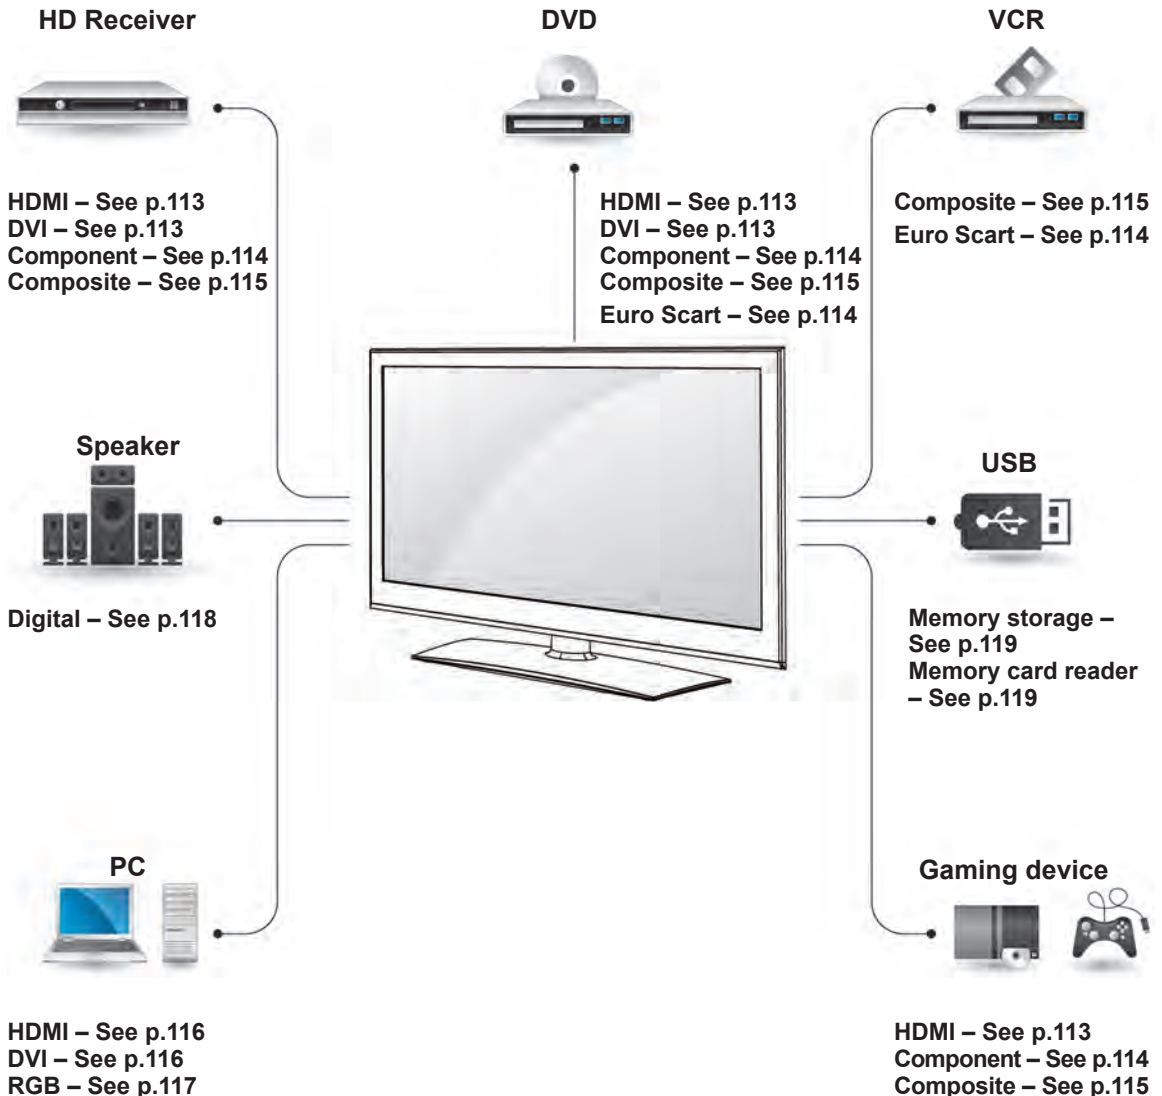 HD Receiver
HDMI – See p.113
DVI – See p.113
Component – See p.114
Composite – See p.115
DVD
HDMI – See p.113
DVI – See p.113
Component – See p.114
Composite – See p.115
Euro Scart – See p.114
VCR
Composite – See p.115
Euro Scart – See p.114
Speaker
Digital – See p.118
USB
Memory storage –
See p.119
Memory card reader
– See p.119
PC
HDMI – See p.116
DVI – See p.116
RGB – See p.117
Gaming device
HDMI – See p.113
Component – See p.114
Composite – See p.115